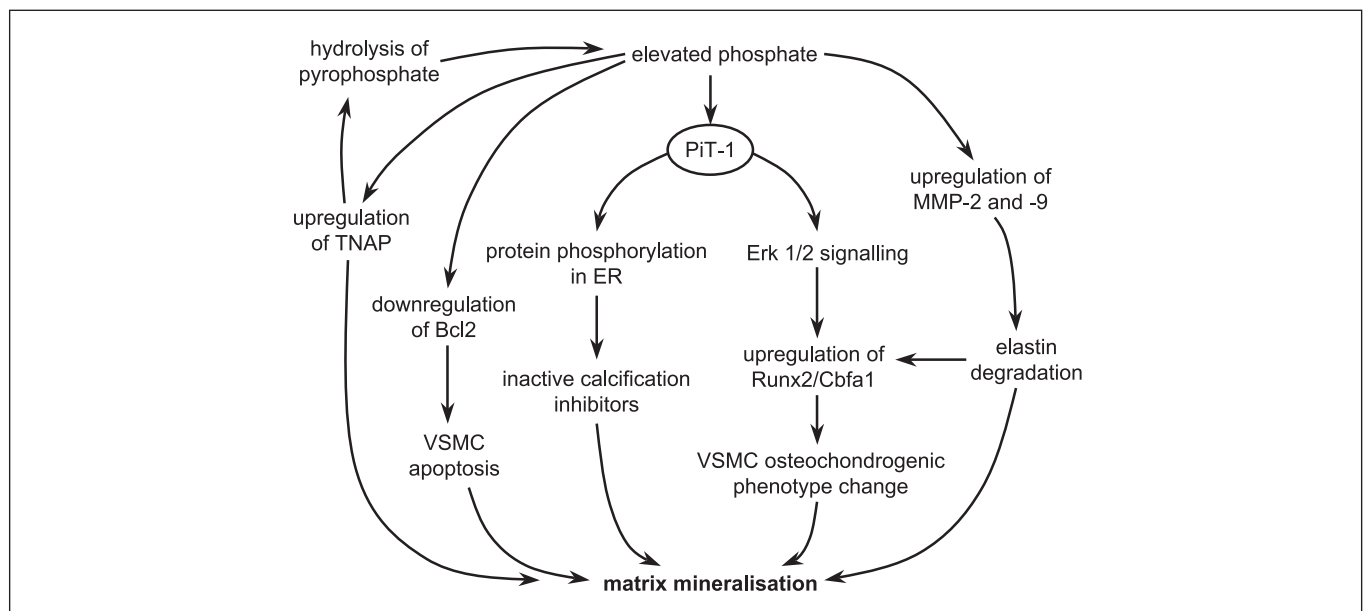 hydrolysis of
pyrophosphate
elevated phosphate
PiT-1
upregulation of
MMP-2 and -9
upregulation
of TNAP
protein phosphorylation
in ER
Erk 1/2 signalling
downregulation
of Bcl2
upregulation of
Runx2/Cbfa1
elastin
degradation
inactive calcification
inhibitors
VSMC
apoptosis
VSMC osteochondrogenic
phenotype change
matrix mineralisation